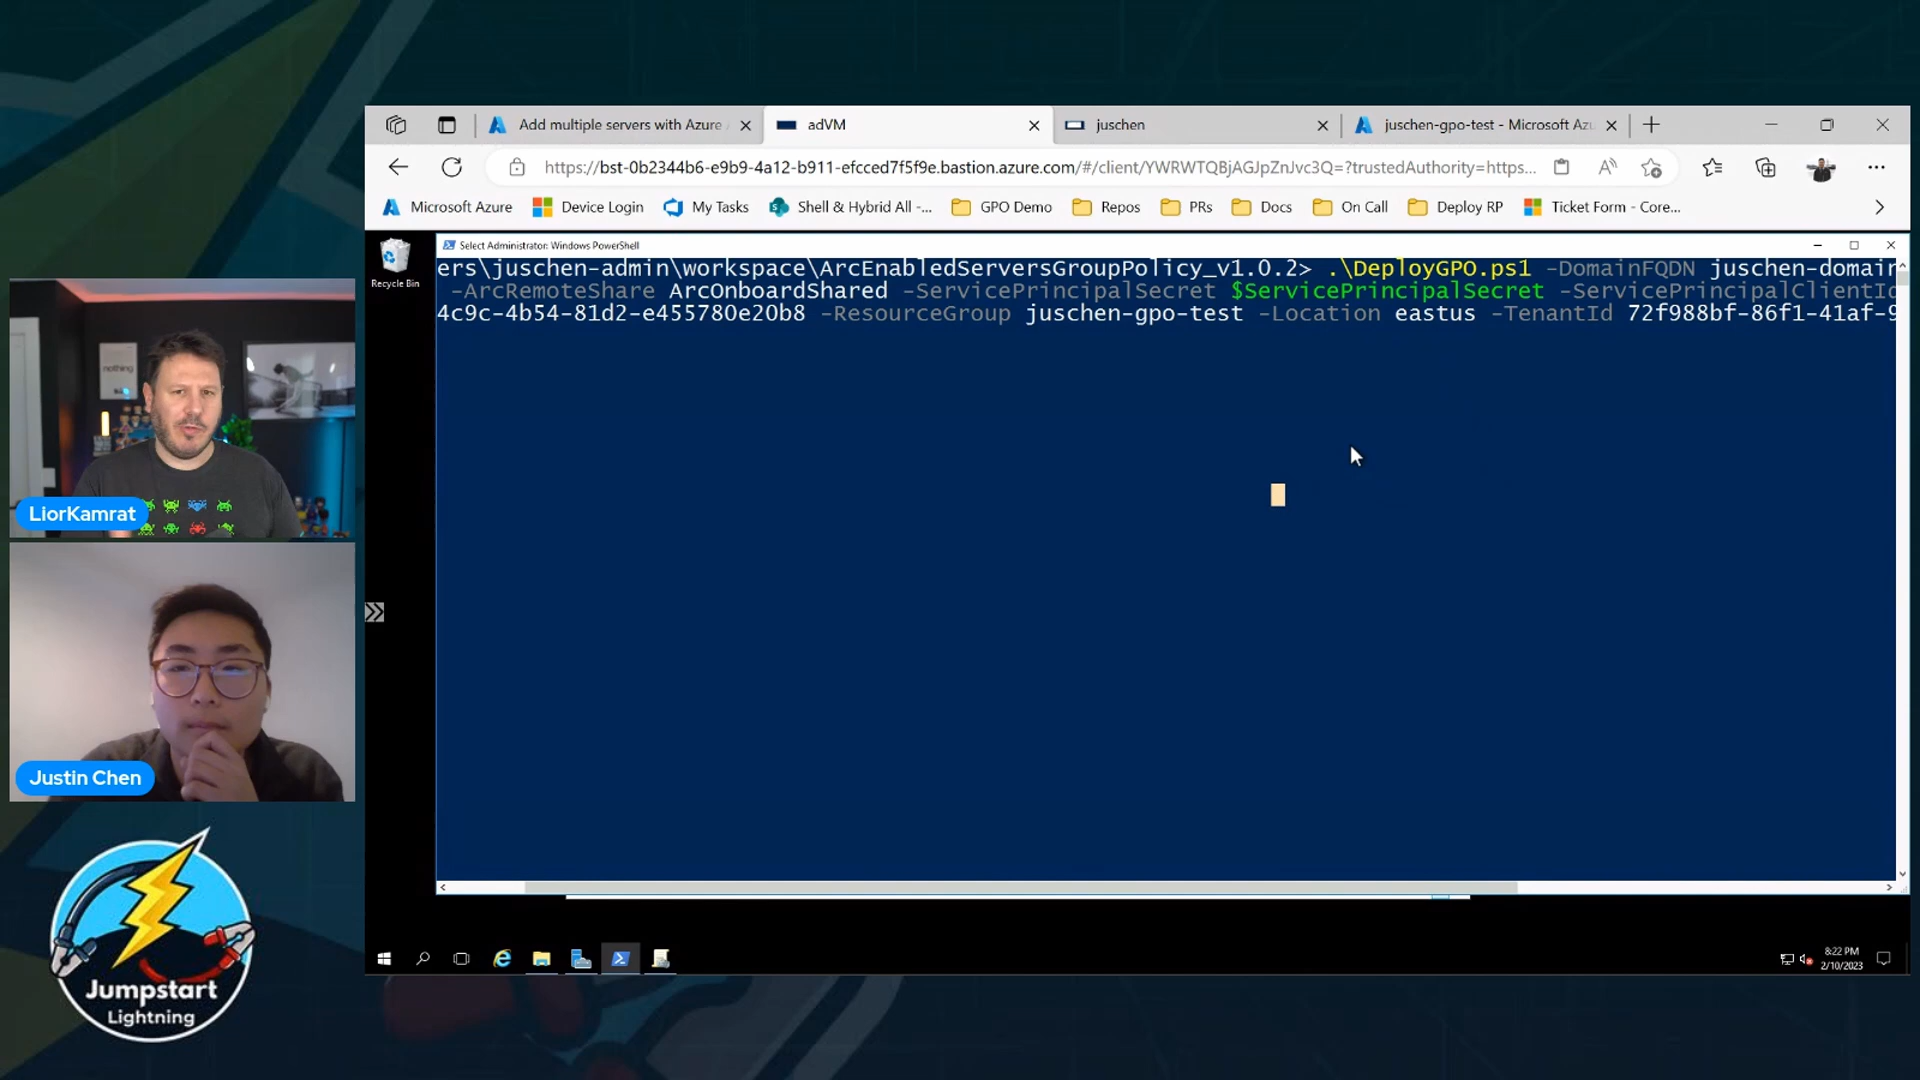 Add multiple servers with Azure
adVM
juschen
juschen-gpo-test - Microsoft Azu
https://bst-0b2344b6-e9b9-4a12-b911-efcced7f5f9e.bastion.azure.com/#/client/YWRWTQBjAGJpZnJvc3Q=?trustedAuthority=https...
Microsoft Azure
Device Login
My Tasks
Shell & Hybrid All -...
GPO Demo
Repos
PRs
Docs
On Call
Deploy RP
Ticket Form - Core...
Recycle Bin
Select Administrator: Windows PowerShell
ers\juschen-admin\workspace\ArcEnabledServersGroupPolicy_v1.0.2> .\DeployGPO.ps1 -DomainFQDN juschen-domain
-ArcRemoteShare ArcOnboardShared -ServicePrincipalSecret $ServicePrincipalSecret -ServicePrincipalClientId
4c9c-4b54-81d2-e455780e20b8 -ResourceGroup juschen-gpo-test -Location eastus -TenantId 72f988bf-86f1-41af-9
nothing
LiorKamrat
Justin Chen
Jumpstart
Lightning
8:22 PM
2/10/2023